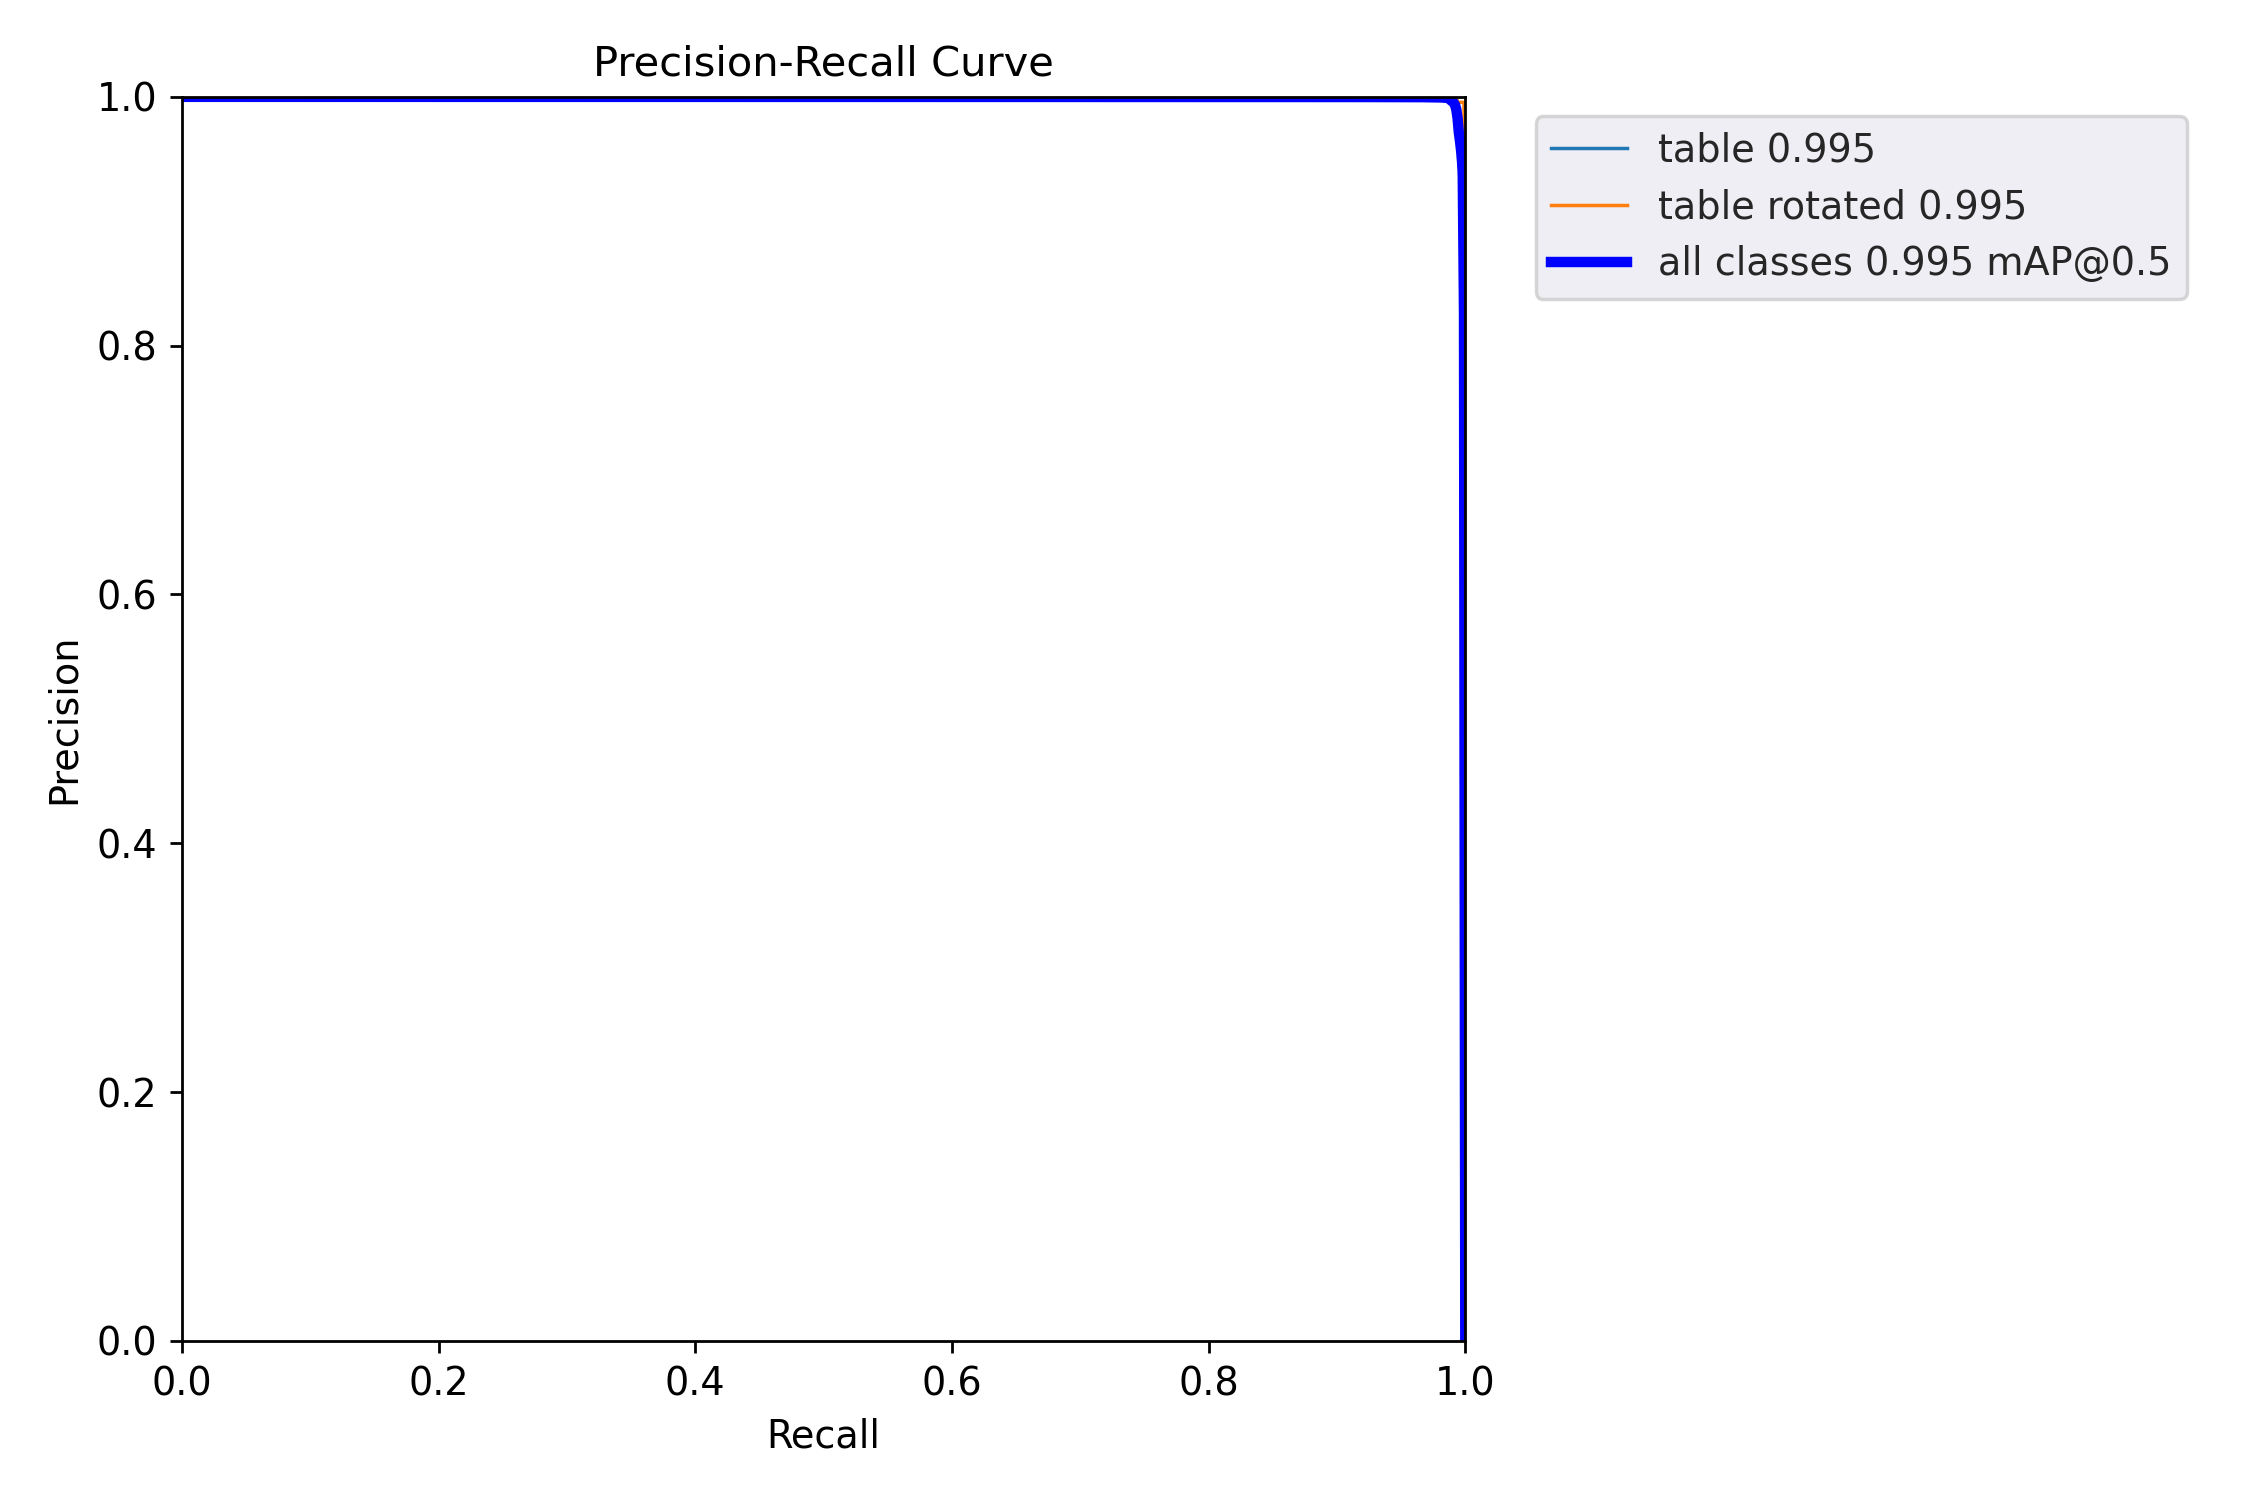 Precision-Recall Curve
1.0
0.8
0.6
0.4
0.2
0.0
Precision
0.0 0.2 0.4 0.6 0.8 1.0
Recall
table 0.995
table rotated 0.995
all classes 0.995 mAP@0.5